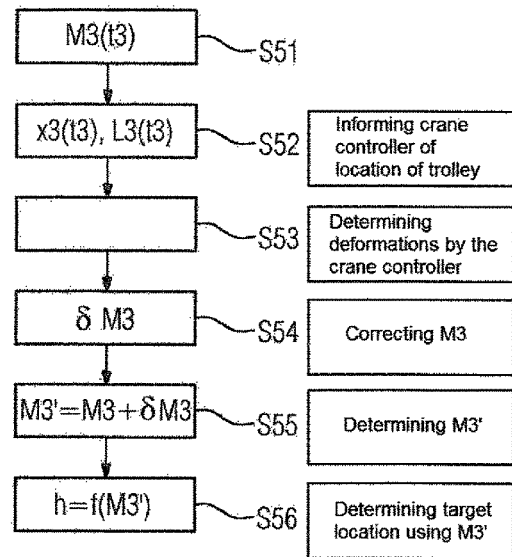 M3(t3)
S51
x3(t3), L3(t3)
S52
Informing crane
controller of
location of trolley
S53
Determining
deformations by the
crane controller
δ M3
S54
Correcting M3
M3'=M3+δM3
S55
Determining M3'
h=f(M3')
S56
Determining target
location using M3'